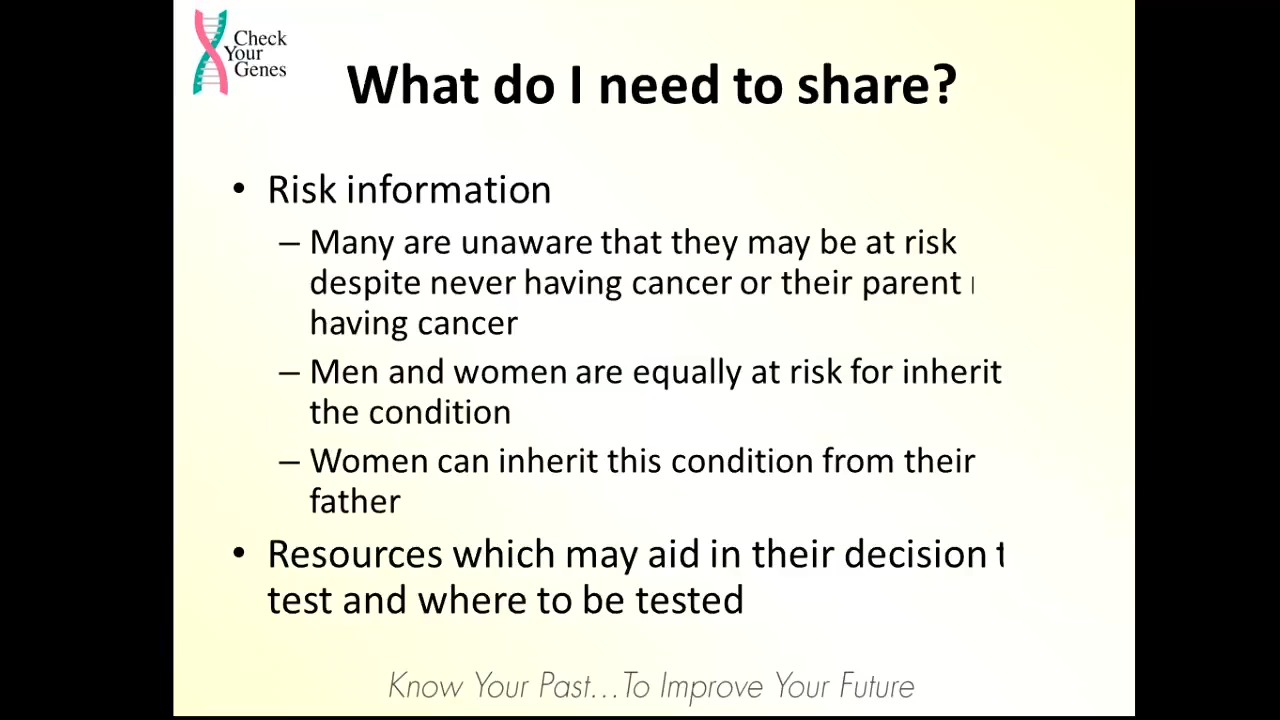 Check
Your
Genes
What do I need to share?
• Risk information
– Many are unaware that they may be at risk
despite never having cancer or their parent
having cancer
– Men and women are equally at risk for inherit
the condition
– Women can inherit this condition from their
father
• Resources which may aid in their decision t
test and where to be tested
Know Your Past...To Improve Your Future